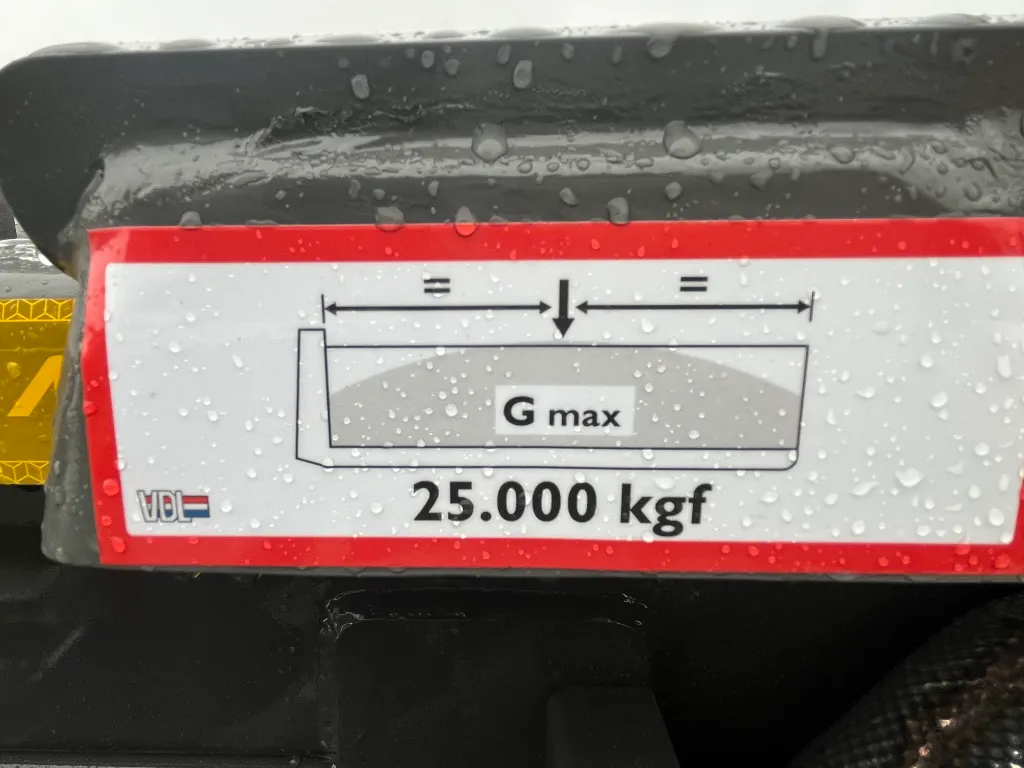 = =
G max
25.000 kgf
VDL